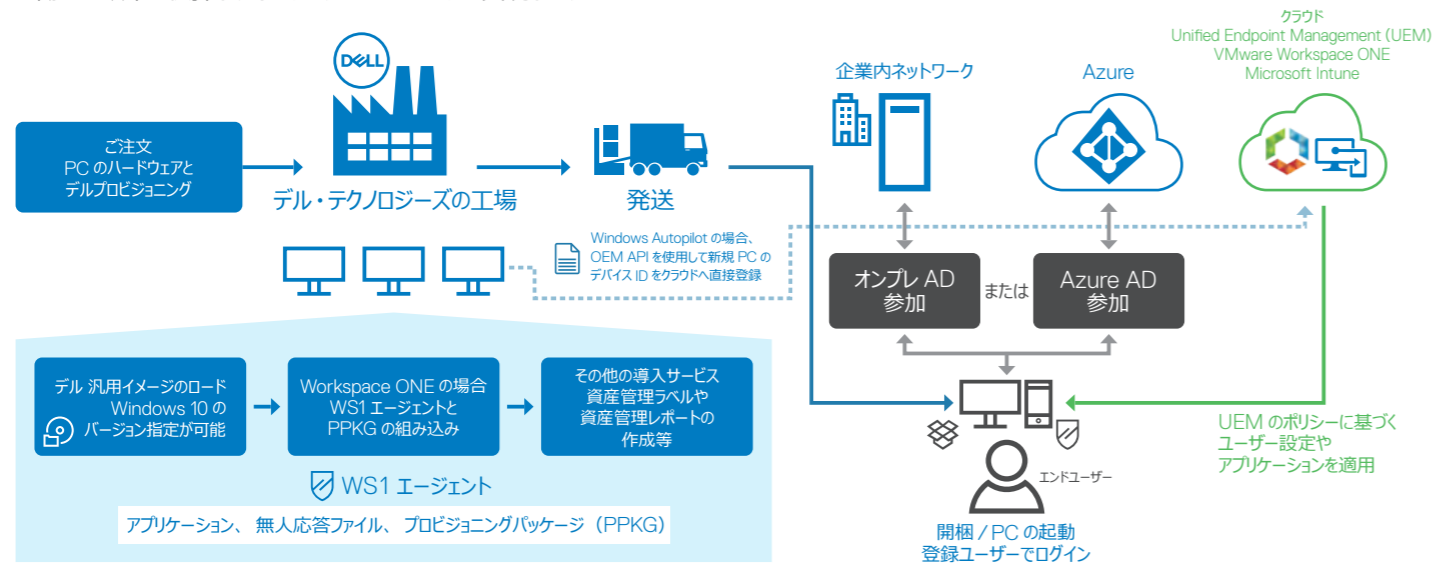 クラウド
Unified Endpoint Management (UEM)
VMware Workspace ONE
Microsoft Intune
DELL
企業内ネットワーク
Azure
ご注文
PC のハードウェアと
デルプロビジョニング
デル・テクノロジーズの工場
発送
Windows Autopilot の場合、
OEM API を使用して新規 PC の
デバイス ID をクラウドへ直接登録
オンプレ AD
参加
または
Azure AD
参加
デル 汎用イメージのロード
Windows 10 の
バージョン指定が可能
Workspace ONE の場合
WS1 エージェントと
PPKG の組み込み
その他の導入サービス
資産管理ラベルや
資産管理レポートの
作成等
WS1 エージェント
アプリケーション、 無人応答ファイル、 プロビジョニングパッケージ（PPKG）
UEM のポリシーに基づく
ユーザー設定や
アプリケーションを適用
エンドユーザー
開梱 / PC の起動
登録ユーザーでログイン